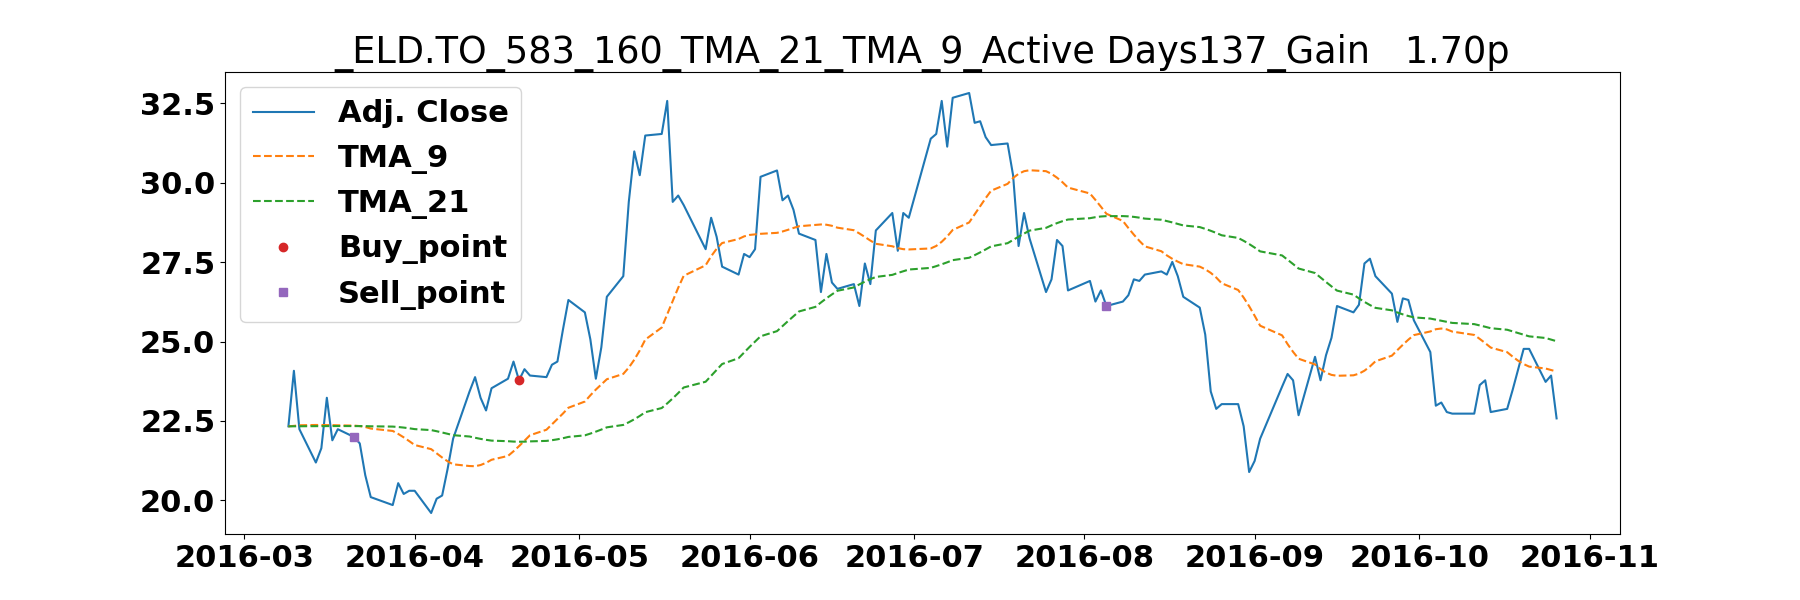 _ELD.TO_583_160_TMA_21_TMA_9_Active Days137_Gain   1.70p
32.5
30.0
27.5
25.0
22.5
20.0
Adj. Close
TMA_9
TMA_21
Buy_point
Sell_point
2016-03 2016-04 2016-05 2016-06 2016-07 2016-08 2016-09 2016-10 2016-11